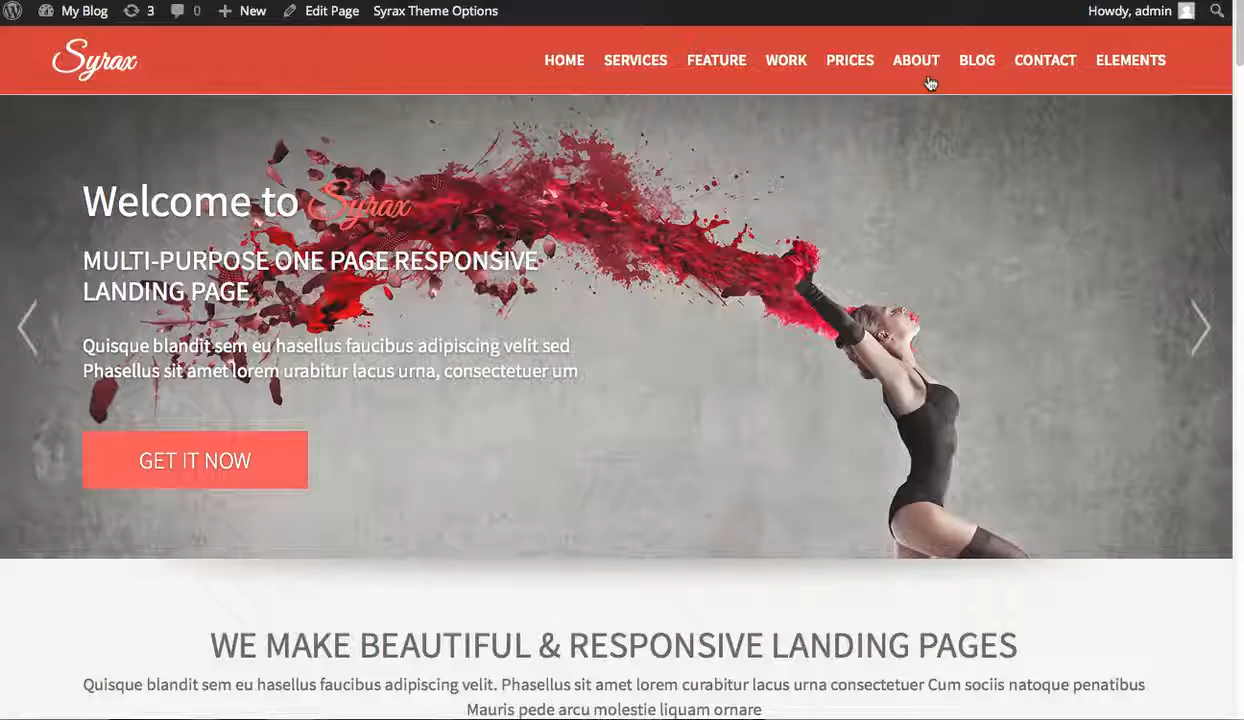 My Blog 3 0 New Edit Page Syrax Theme Options Howdy, admin
Syrax HOME SERVICES FEATURE WORK PRICES ABOUT BLOG CONTACT ELEMENTS
Welcome to Syrax
MULTI-PURPOSE ONE PAGE RESPONSIVE
LANDING PAGE
Quisque blandit sem eu hasellus faucibus adipiscing velit sed
Phasellus sit amet lorem urabitur lacus urna, consectetuer um
GET IT NOW
WE MAKE BEAUTIFUL & RESPONSIVE LANDING PAGES
Quisque blandit sem eu hasellus faucibus adipiscing velit. Phasellus sit amet lorem curabitur lacus urna consectetuer Cum sociis natoque penatibus
Mauris pede arcu molestie liquam ornare